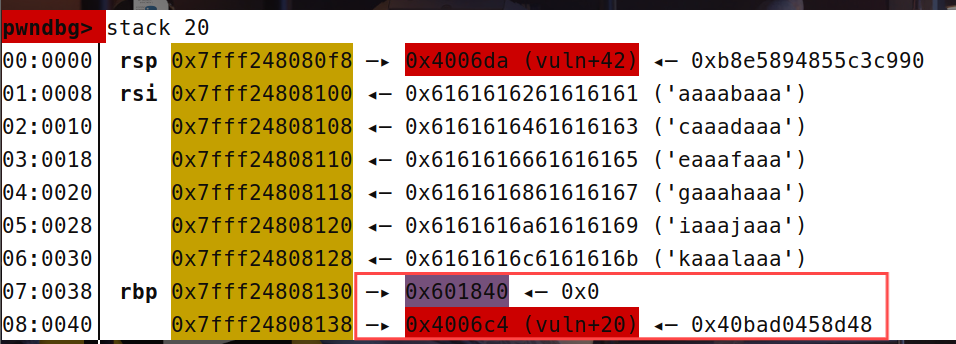 pwndbg> stack 20
00:0000│ rsp 0x7fff248080f8 —▸ 0x4006da (vuln+42) ◂— 0xb8e5894855c3c990
01:0008│ rsi 0x7fff24808100 ◂— 0x6161616261616161 ('aaaabaaa')
02:0010│ 0x7fff24808108 ◂— 0x6161616461616163 ('caaadaaa')
03:0018│ 0x7fff24808110 ◂— 0x6161616661616165 ('eaaafaaa')
04:0020│ 0x7fff24808118 ◂— 0x6161616861616167 ('gaaahaaa')
05:0028│ 0x7fff24808120 ◂— 0x6161616a61616169 ('iaaajaaa')
06:0030│ 0x7fff24808128 ◂— 0x6161616c6161616b ('kaaalaaa')
07:0038│ rbp 0x7fff24808130 —▸ 0x601840 ◂— 0x0
08:0040│ 0x7fff24808138 —▸ 0x4006c4 (vuln+20) ◂— 0x40bad0458d48